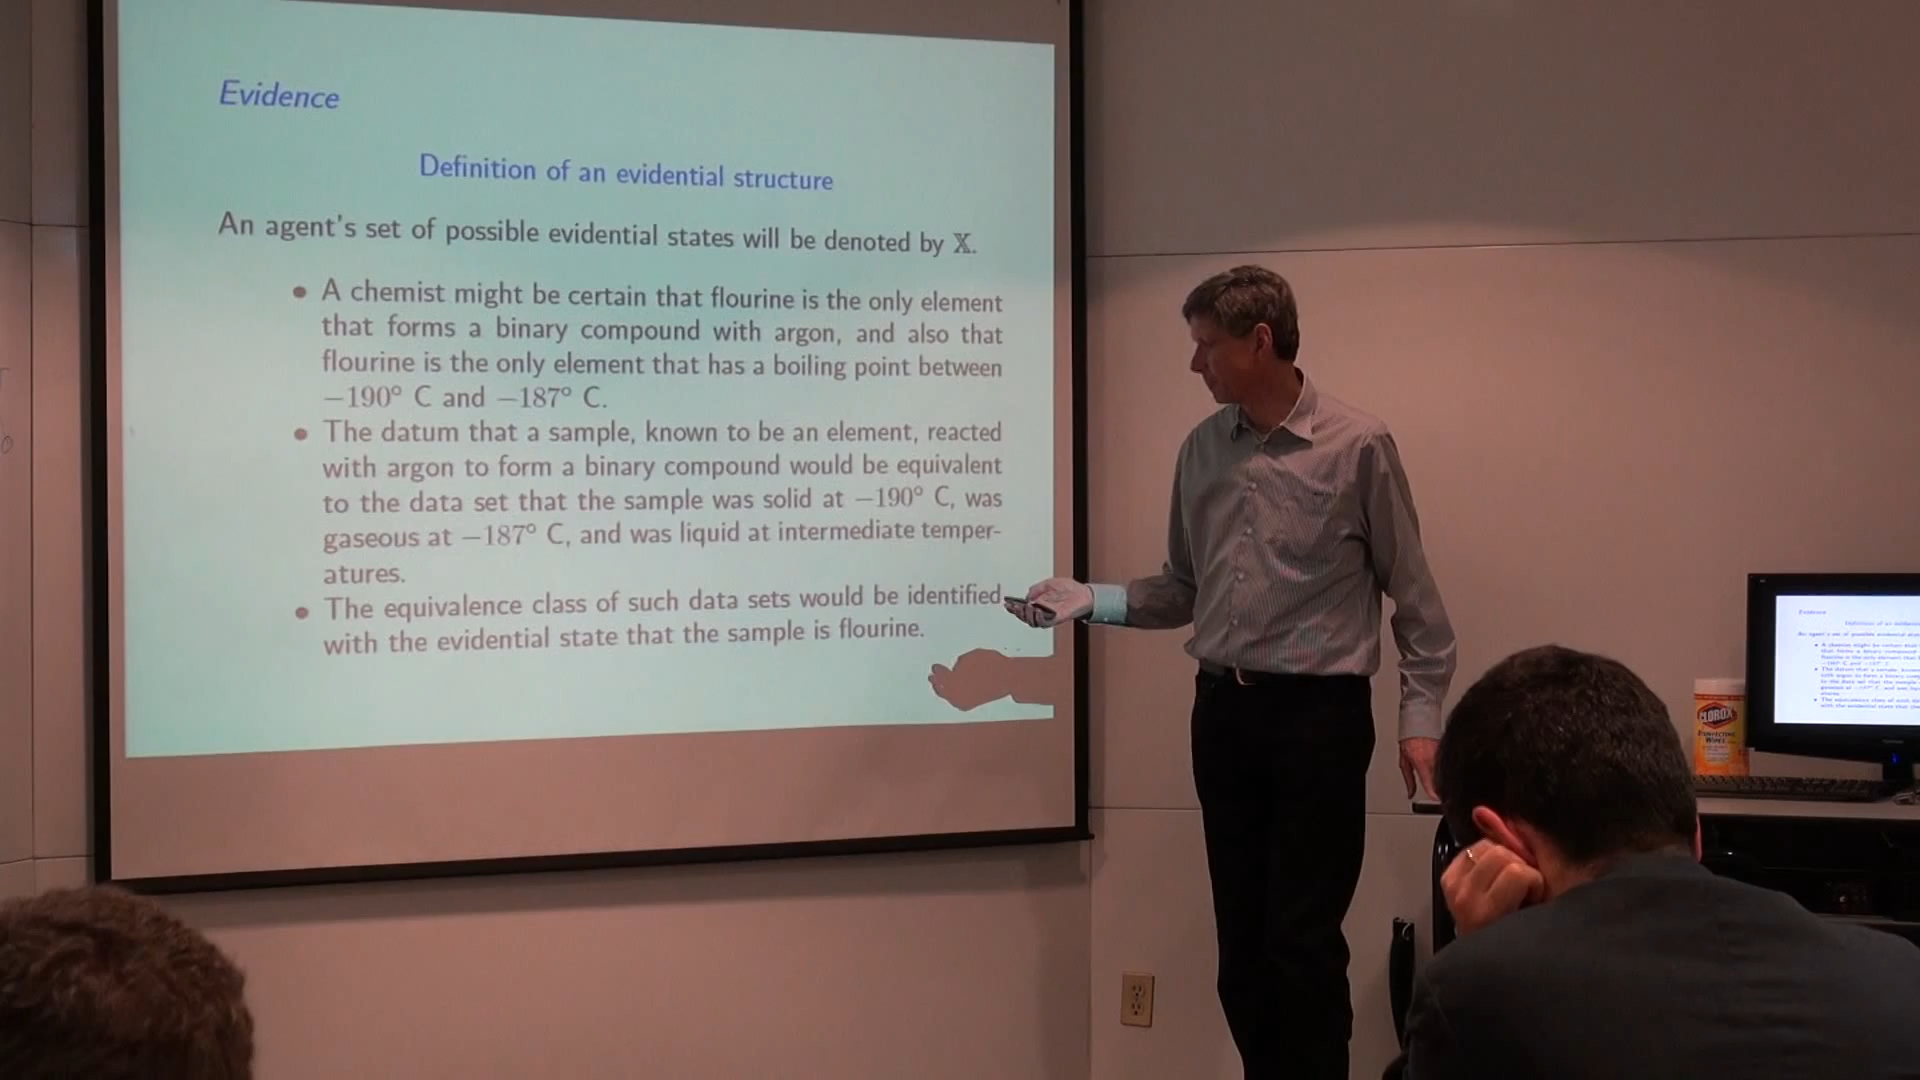 Evidence
Definition of an evidential structure
An agent's set of possible evidential states will be denoted by 𝕏.
• A chemist might be certain that flourine is the only element
that forms a binary compound with argon, and also that
flourine is the only element that has a boiling point between
−190° C and −187° C.
• The datum that a sample, known to be an element, reacted
with argon to form a binary compound would be equivalent
to the data set that the sample was solid at −190° C, was
gaseous at −187° C, and was liquid at intermediate temper-
atures.
• The equivalence class of such data sets would be identified
with the evidential state that the sample is flourine.
CLOROX
DISINFECTING
WIPES
Evidence